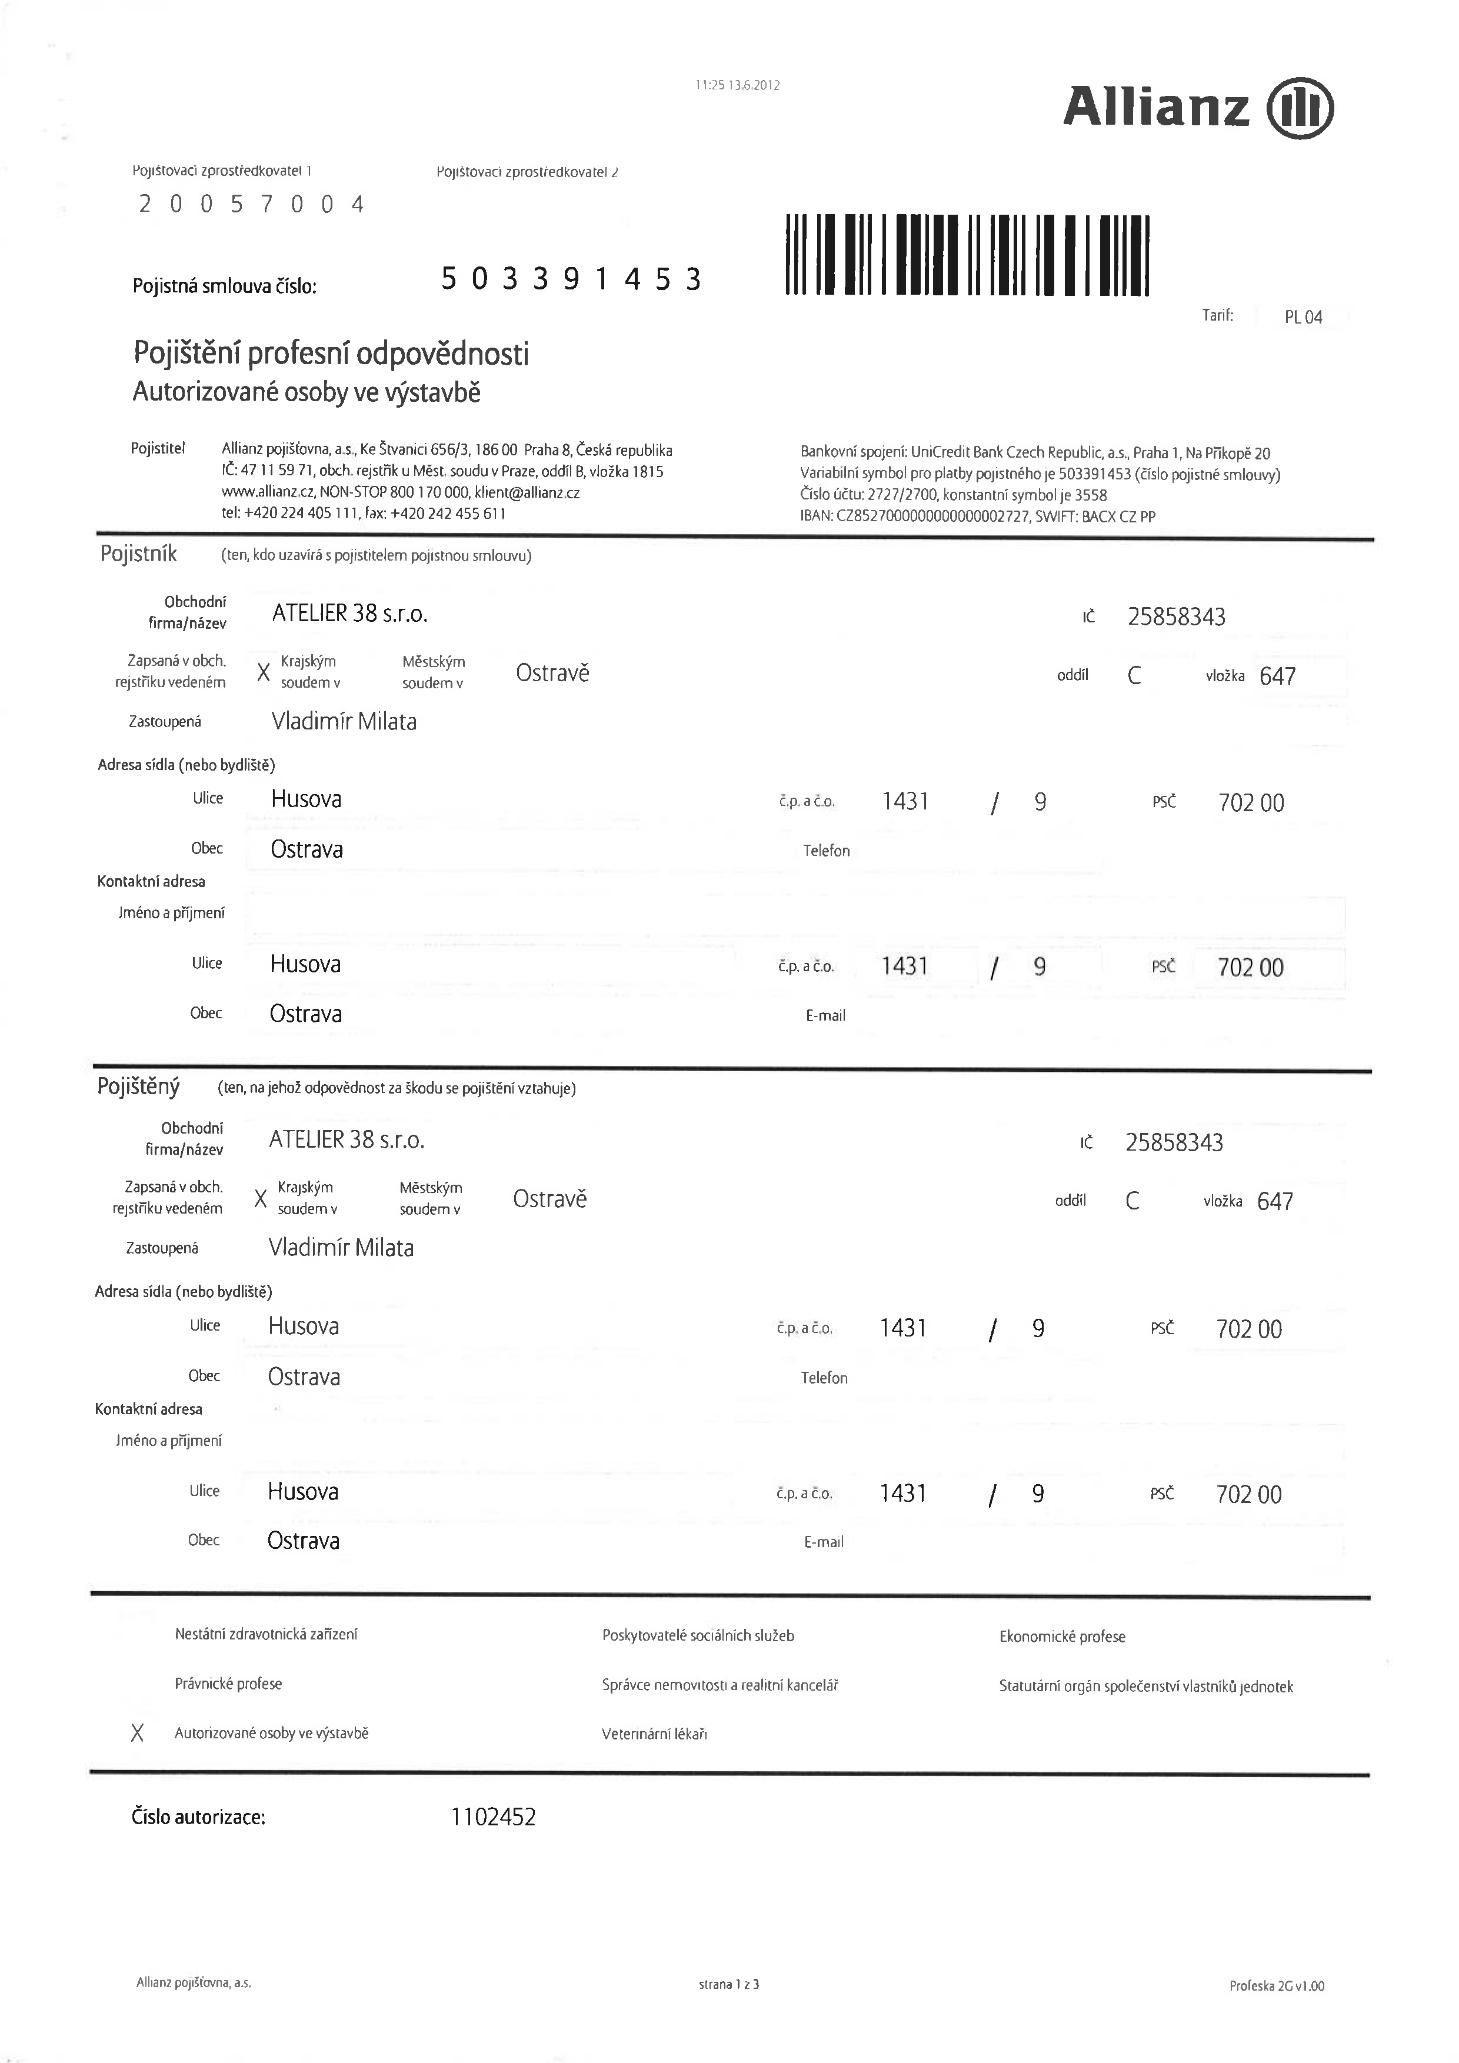 11:25 13.6.2012
Allianz
Pojišťovací zprostředkovatel 1 Pojišťovací zprostředkovatel 2
2 0 0 5 7 0 0 4
Pojistná smlouva číslo: 5 0 3 3 9 1 4 5 3
Tarif: PL 04
Pojištění profesní odpovědnosti
Autorizované osoby ve výstavbě
Pojistitel Allianz pojišťovna, a.s., Ke Štvanici 656/3, 186 00 Praha 8, Česká republika
IČ: 47 11 59 71, obch. rejstřík u Měst. soudu v Praze, oddíl B, vložka 1815
www.allianz.cz, NON-STOP 800 170 000, klient@allianz.cz
tel: +420 224 405 111, fax: +420 242 455 611
Bankovní spojení: UniCredit Bank Czech Republic, a.s., Praha 1, Na Příkopě 20
Variabilní symbol pro platby pojistného je 503391453 (číslo pojistné smlouvy)
Číslo účtu: 2727/2700, konstantní symbol je 3558
IBAN: CZ8527000000000000002727, SWIFT: BACX CZ PP
Pojistník (ten, kdo uzavírá s pojistitelem pojistnou smlouvu)
Obchodní
firma/název ATELIER 38 s.r.o. IČ 25858343
Zapsaná v obch. X Krajským Městským Ostravě oddíl C vložka 647
rejstříku vedeném soudem v soudem v
Zastoupená Vladimír Milata
Adresa sídla (nebo bydliště)
Ulice Husova č.p. a č.o. 1431 / 9 PSČ 702 00
Obec Ostrava Telefon
Kontaktní adresa
Jméno a příjmení
Ulice Husova č.p. a č.o. 1431 / 9 PSČ 702 00
Obec Ostrava E-mail
Pojištěný (ten, na jehož odpovědnost za škodu se pojištění vztahuje)
Obchodní
firma/název ATELIER 38 s.r.o. IČ 25858343
Zapsaná v obch. X Krajským Městským Ostravě oddíl C vložka 647
rejstříku vedeném soudem v soudem v
Zastoupená Vladimír Milata
Adresa sídla (nebo bydliště)
Ulice Husova č.p. a č.o. 1431 / 9 PSČ 702 00
Obec Ostrava Telefon
Kontaktní adresa
Jméno a příjmení
Ulice Husova č.p. a č.o. 1431 / 9 PSČ 702 00
Obec Ostrava E-mail
Nestátní zdravotnická zařízení Poskytovatelé sociálních služeb Ekonomické profese
Právnické profese Správce nemovitostí a realitní kancelář Statutární orgán společenství vlastníků jednotek
X Autorizované osoby ve výstavbě Veterinární lékaři
Číslo autorizace: 1102452
Allianz pojišťovna, a.s. strana 1 z 3 Profeska 2G v1.00